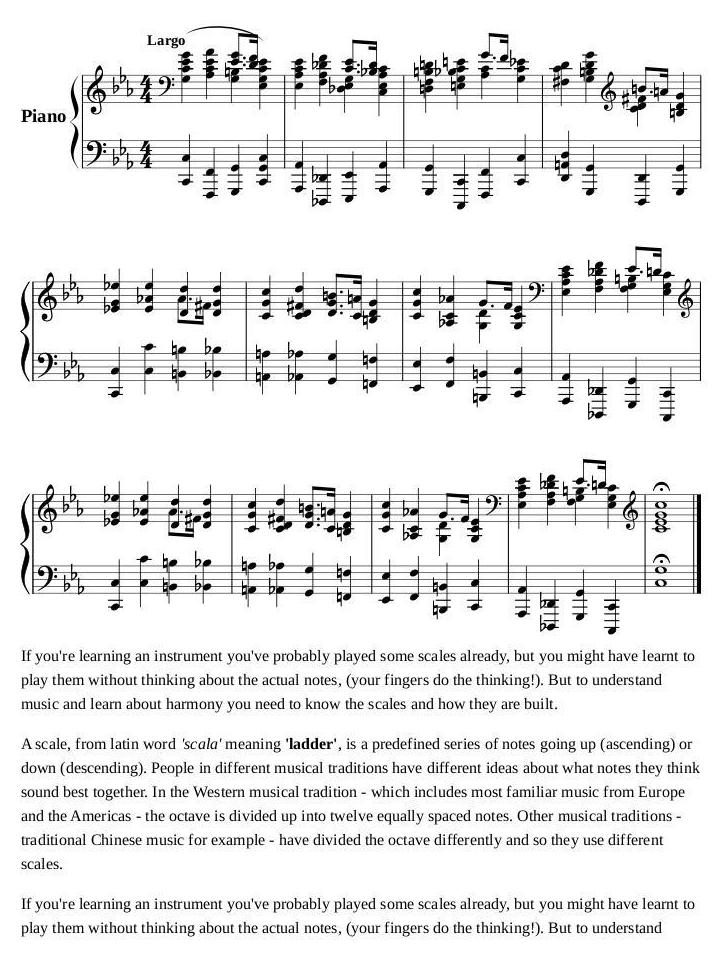 Largo
Piano
If you're learning an instrument you've probably played some scales already, but you might have learnt to
play them without thinking about the actual notes, (your fingers do the thinking!). But to understand
music and learn about harmony you need to know the scales and how they are built.
A scale, from latin word 'scala' meaning 'ladder', is a predefined series of notes going up (ascending) or
down (descending). People in different musical traditions have different ideas about what notes they think
sound best together. In the Western musical tradition - which includes most familiar music from Europe
and the Americas - the octave is divided up into twelve equally spaced notes. Other musical traditions -
traditional Chinese music for example - have divided the octave differently and so they use different
scales.
If you're learning an instrument you've probably played some scales already, but you might have learnt to
play them without thinking about the actual notes, (your fingers do the thinking!). But to understand